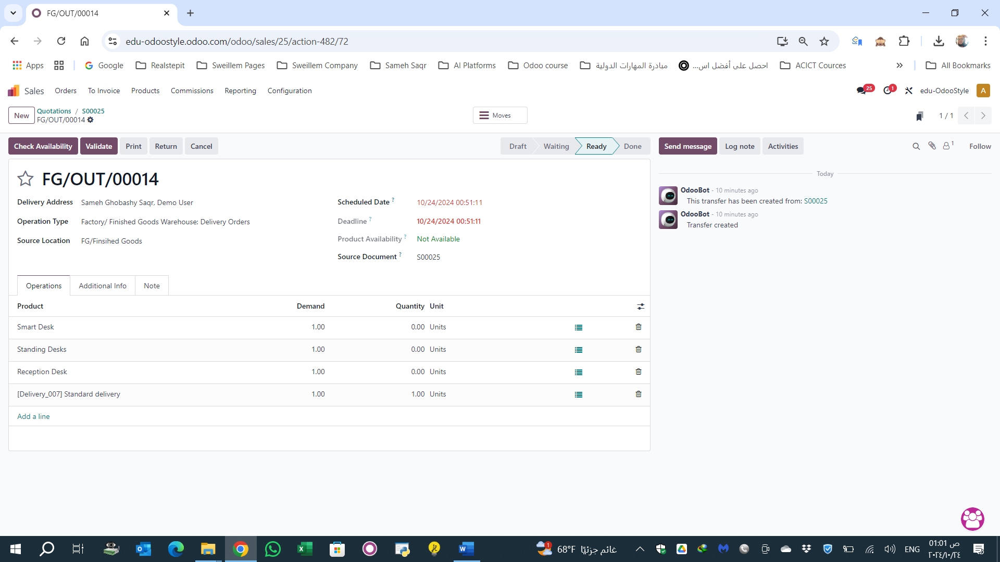 FG/OUT/00014
edu-odoostyle.odoo.com/odoo/sales/25/action-482/72
Apps
Google
Realstepit
Sweillem Pages
Sweillem Company
Sameh Saqr
AI Platforms
Odoo course
مبادرة المهارات الدولية
احصل على أفضل اس...
ACICT Cources
All Bookmarks
Sales Orders To Invoice Products Commissions Reporting Configuration
25
1
edu-OdooStyle
A
New
Quotations / S00025
FG/OUT/00014
Moves
1 / 1
Check Availability
Validate
Print
Return
Cancel
Draft
Waiting
Ready
Done
Send message
Log note
Activities
1
Follow
FG/OUT/00014
Delivery Address Sameh Ghobashy Saqr, Demo User
Operation Type Factory/ Finished Goods Warehouse: Delivery Orders
Source Location FG/Finsihed Goods
Scheduled Date ? 10/24/2024 00:51:11
Deadline ? 10/24/2024 00:51:11
Product Availability ? Not Available
Source Document ? S00025
Operations
Additional Info
Note
Product Demand Quantity Unit
Smart Desk 1.00 0.00 Units
Standing Desks 1.00 0.00 Units
Reception Desk 1.00 0.00 Units
[Delivery_007] Standard delivery 1.00 1.00 Units
Add a line
Today
OdooBot - 10 minutes ago
This transfer has been created from: S00025
OdooBot - 10 minutes ago
Transfer created
1
68°F غائم جزئيًا
ENG
01:01 ص
٢٠٢٤/١٠/٢٤